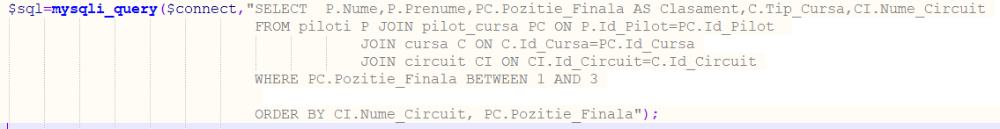 $sql=mysqli_query($connect,"SELECT  P.Nume,P.Prenume,PC.Pozitie_Finala AS Clasament,C.Tip_Cursa,CI.Nume_Circuit
FROM piloti P JOIN pilot_cursa PC ON P.Id_Pilot=PC.Id_Pilot
JOIN cursa C ON C.Id_Cursa=PC.Id_Cursa
JOIN circuit CI ON CI.Id_Circuit=C.Id_Circuit
WHERE PC.Pozitie_Finala BETWEEN 1 AND 3
ORDER BY CI.Nume_Circuit, PC.Pozitie_Finala");